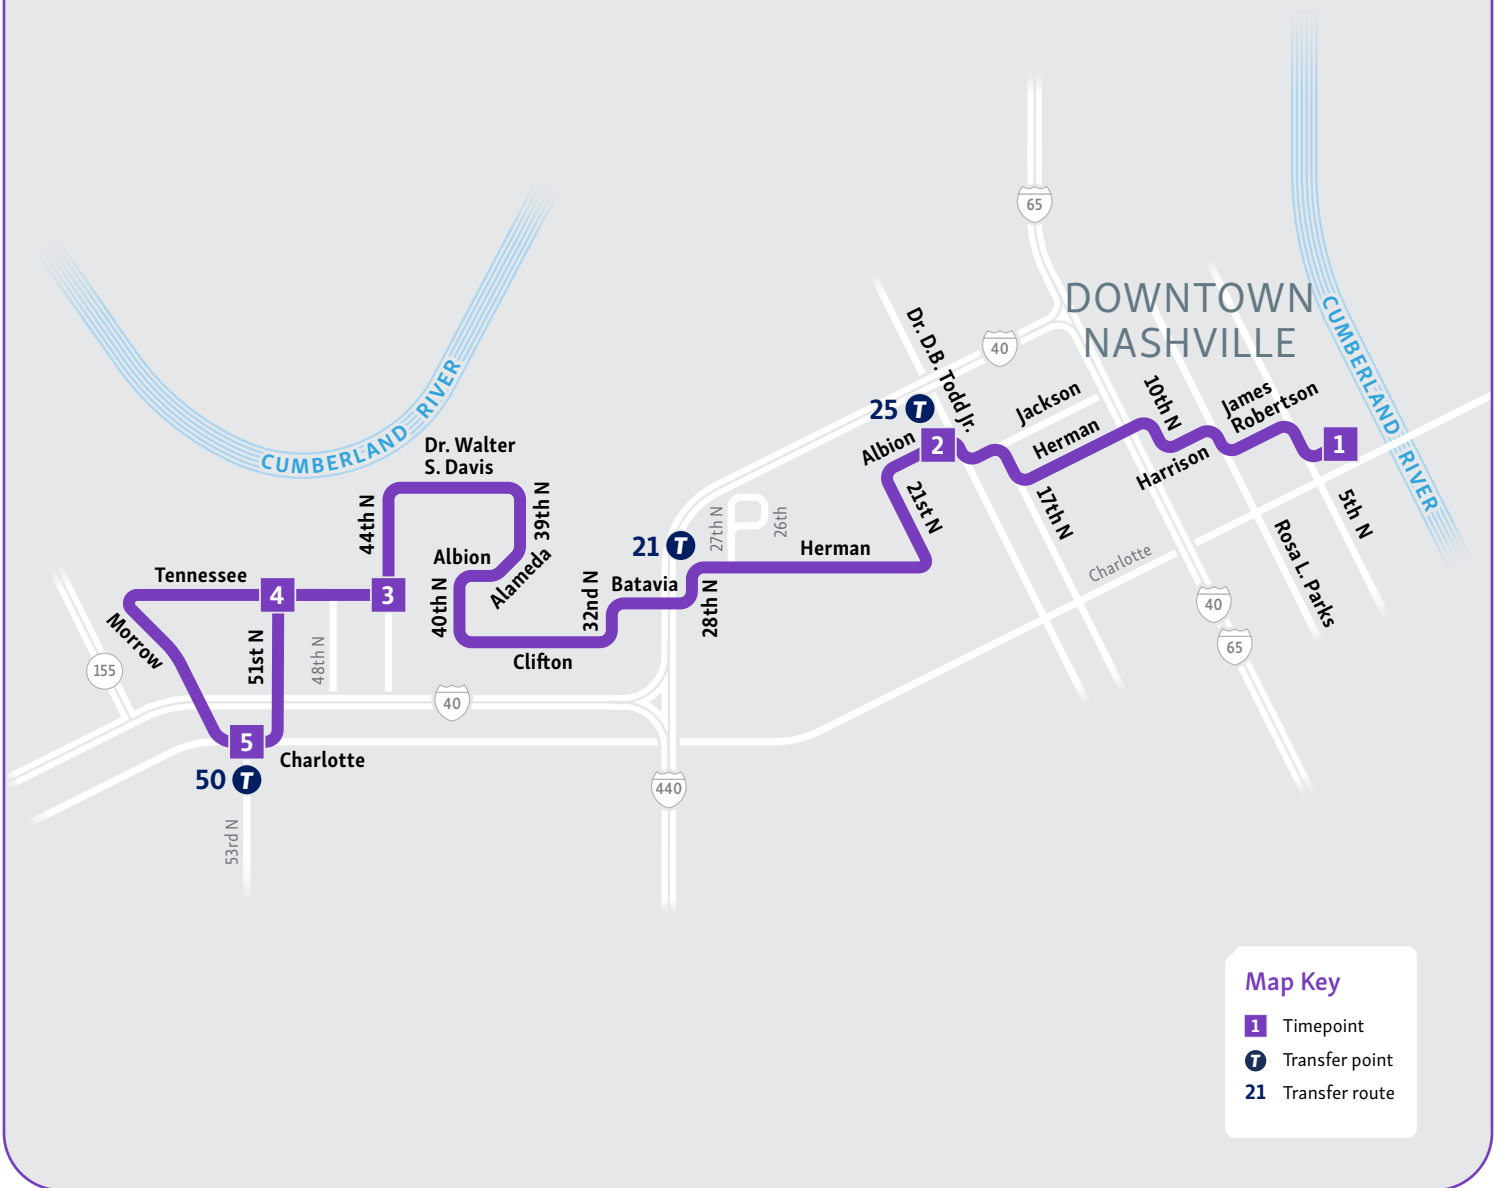 65
DOWNTOWN
NASHVILLE
CUMBERLAND RIVER
40
Dr. D.B. Todd Jr.
25 T
Albion
2
Jackson
Herman
10th N
James
Robertson
1
Harrison
CUMBERLAND RIVER
CUMBERLAND RIVER
Dr. Walter
S. Davis
44th N
39th N
21st N
17th N
5th N
27th N
26th
21 T
Herman
Rosa L. Parks
Charlotte
Albion
Alameda
Tennessee
4
3
40th N
32nd N
Batavia
28th N
40
65
Morrow
51st N
48th N
Clifton
155
40
5
Charlotte
50 T
440
53rd N
Map Key
1 Timepoint
T Transfer point
21 Transfer route